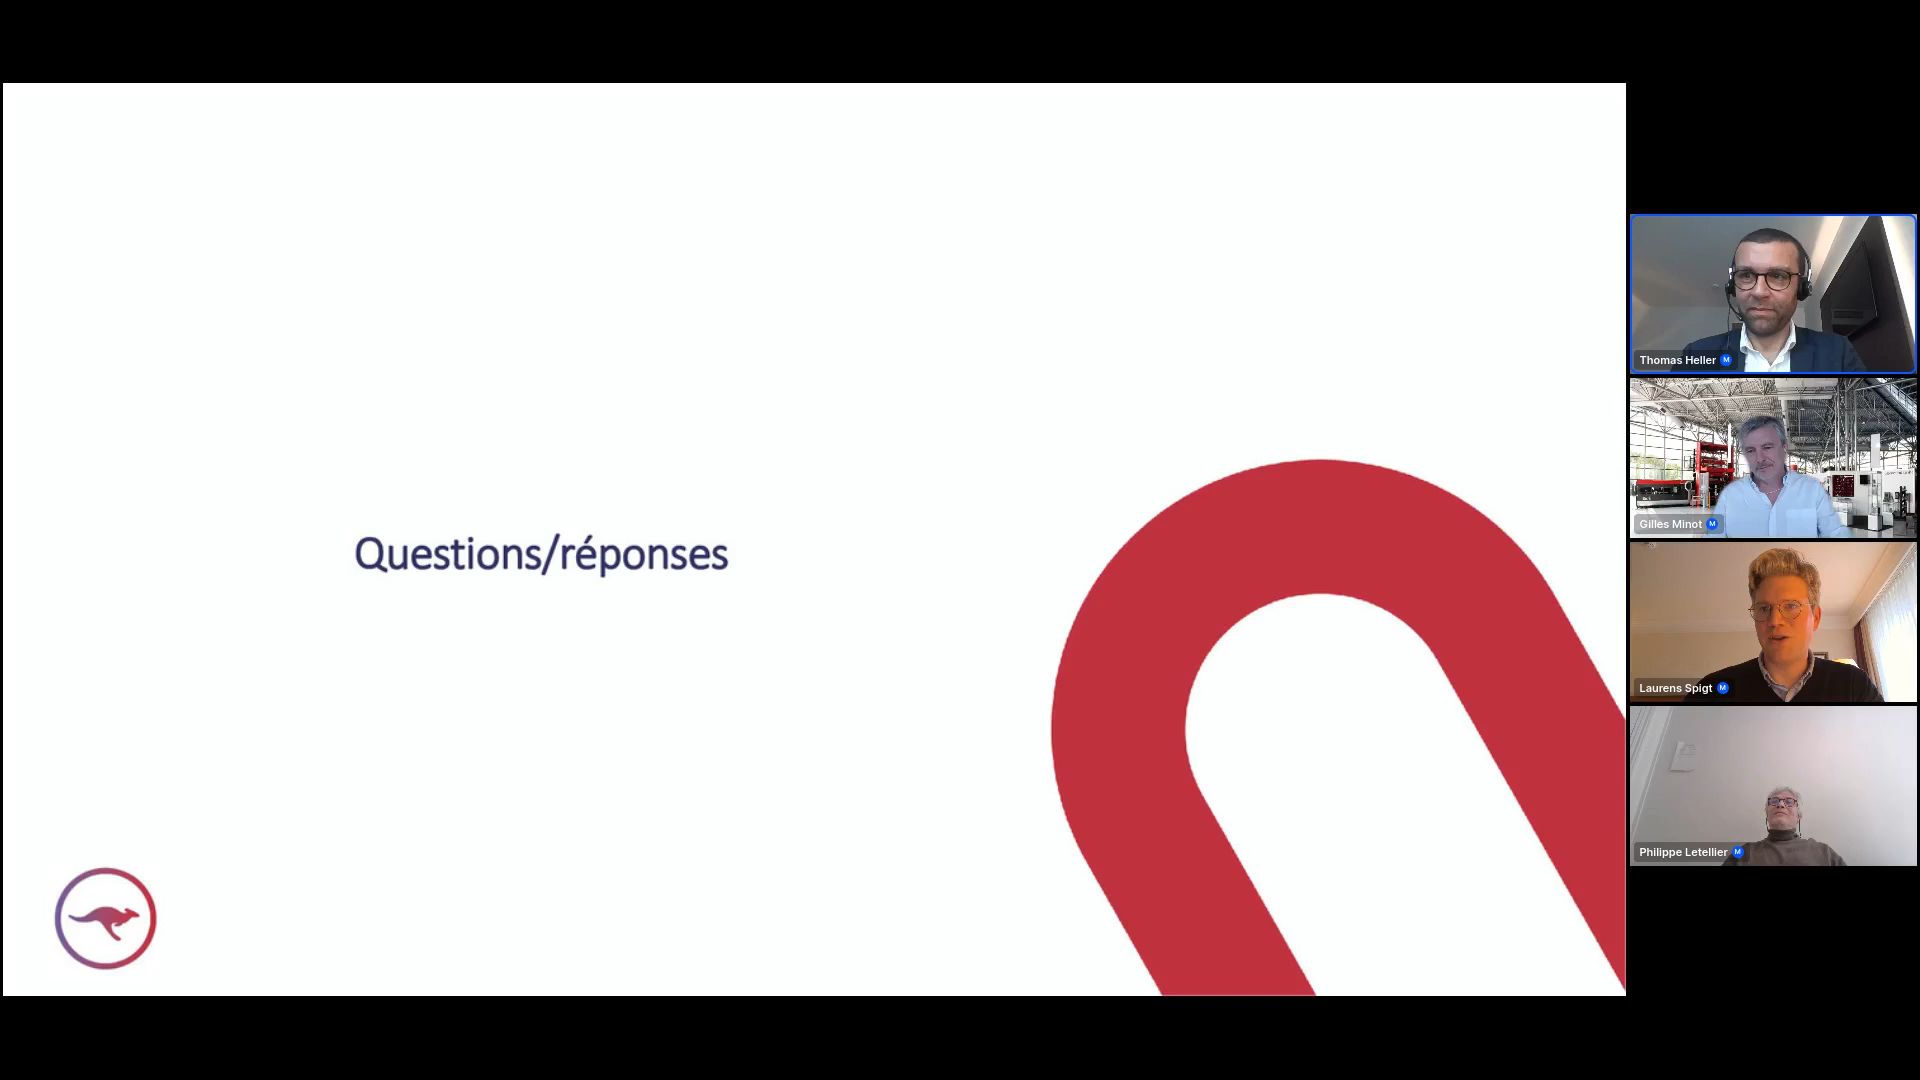 Questions/réponses
Thomas Heller M
Gilles Minot M
Laurens Spigt M
Philippe Letellier M